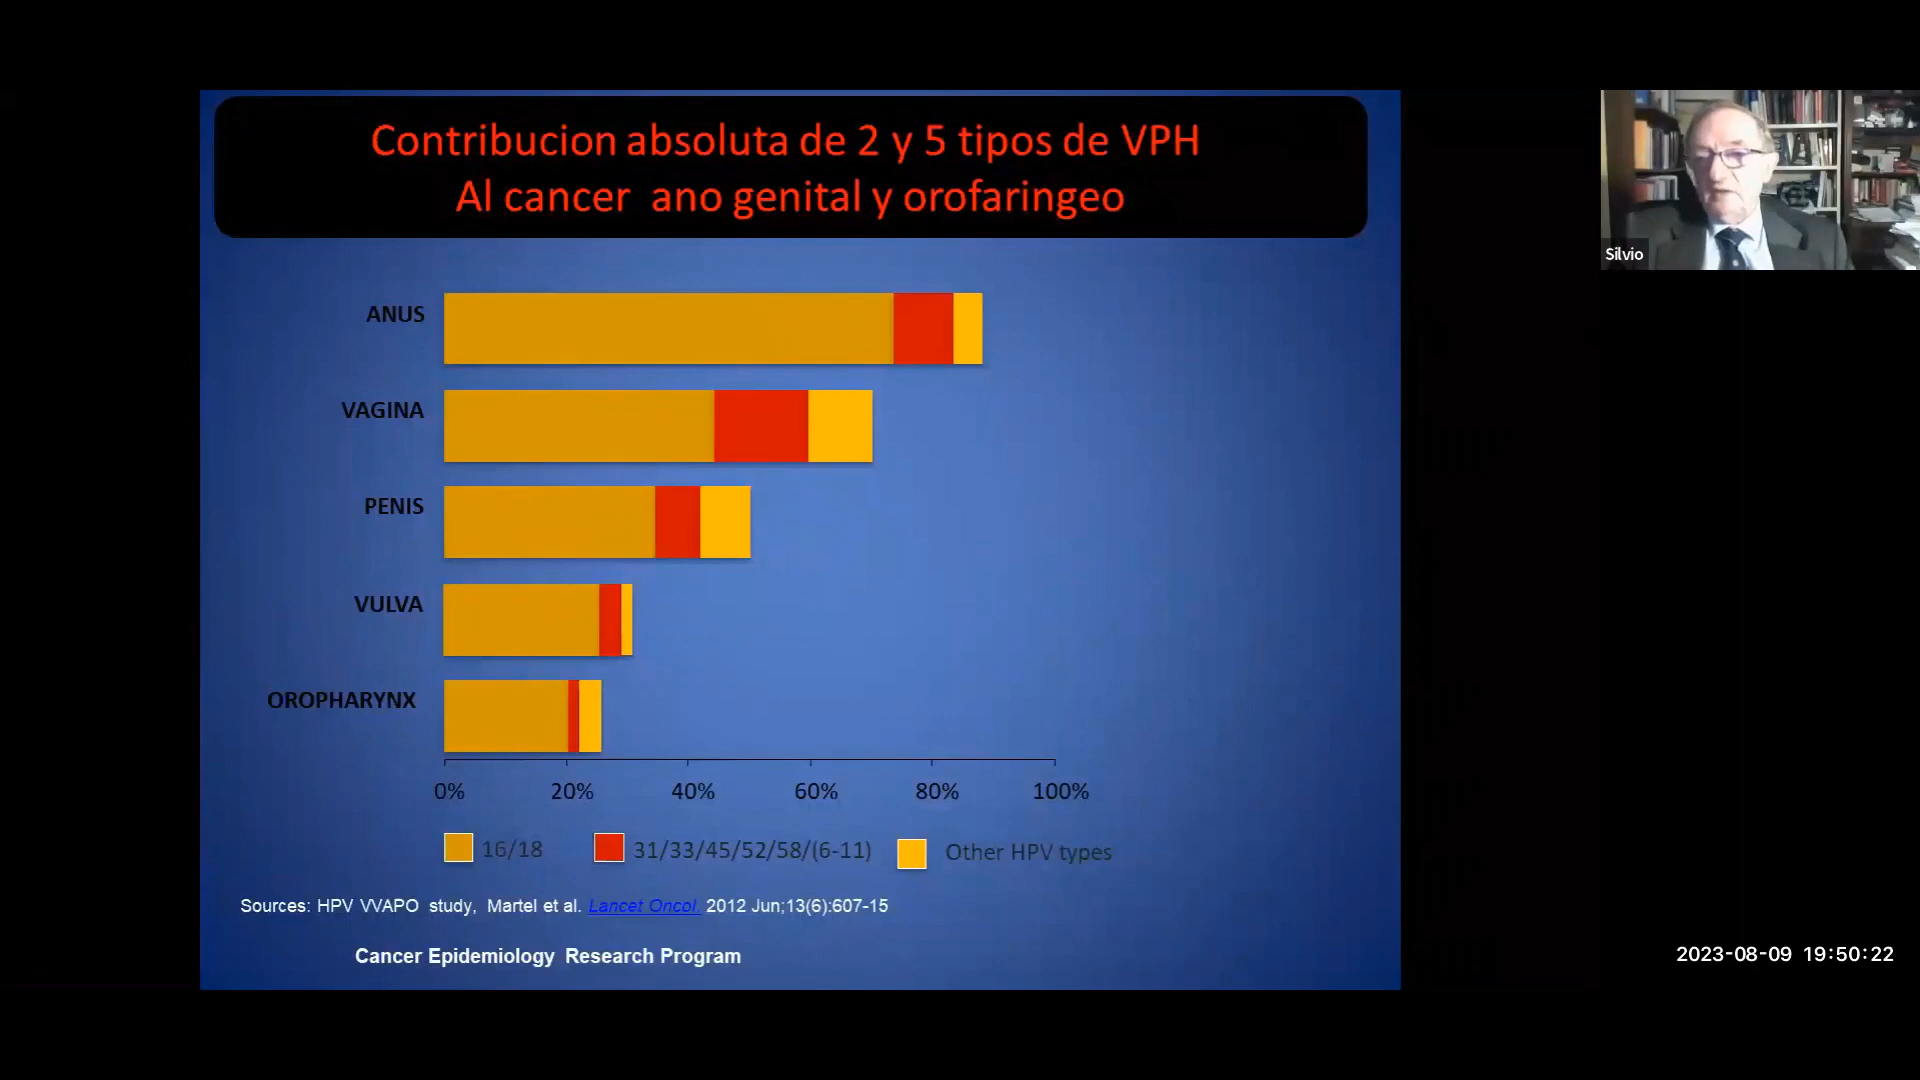 Contribucion absoluta de 2 y 5 tipos de VPH
Al cancer ano genital y orofaringeo
Silvio
ANUS
VAGINA
PENIS
VULVA
OROPHARYNX
0% 20% 40% 60% 80% 100%
16/18 31/33/45/52/58/(6-11) Other HPV types
Sources: HPV VVAPO study, Martel et al. Lancet Oncol. 2012 Jun;13(6):607-15
Cancer Epidemiology Research Program
2023-08-09 19:50:22